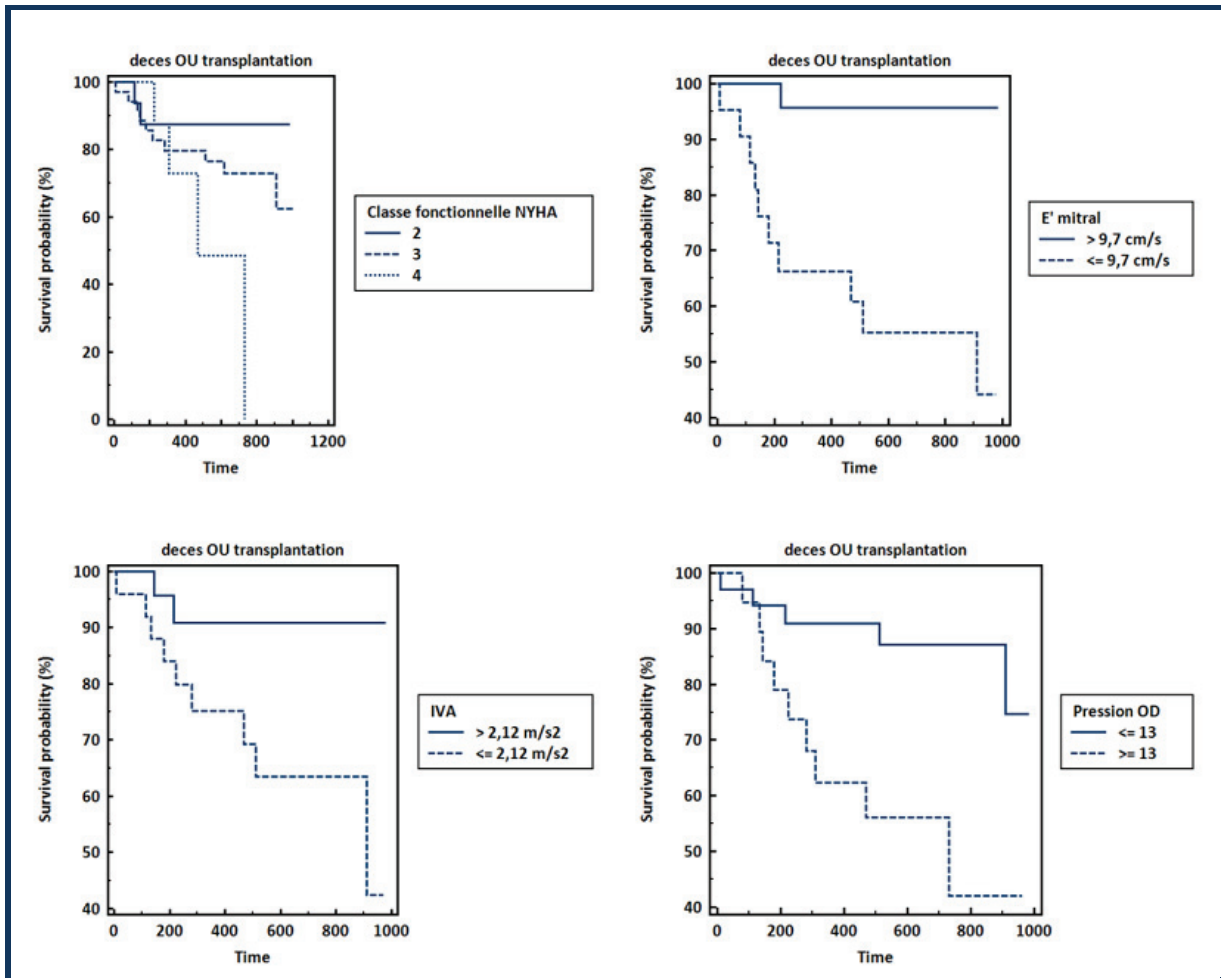 deces OU transplantation
100
80
60
40
20
0
Survival probability (%)
0 400 800 1200
Time
Classe fonctionnelle NYHA
2
3
4
deces OU transplantation
100
90
80
70
60
50
40
Survival probability (%)
0 200 400 600 800 1000
Time
E' mitral
> 9,7 cm/s
<= 9,7 cm/s
deces OU transplantation
100
90
80
70
60
50
40
Survival probability (%)
0 200 400 600 800 1000
Time
IVA
> 2,12 m/s2
<= 2,12 m/s2
deces OU transplantation
100
90
80
70
60
50
40
Survival probability (%)
0 200 400 600 800 1000
Time
Pression OD
<= 13
>= 13